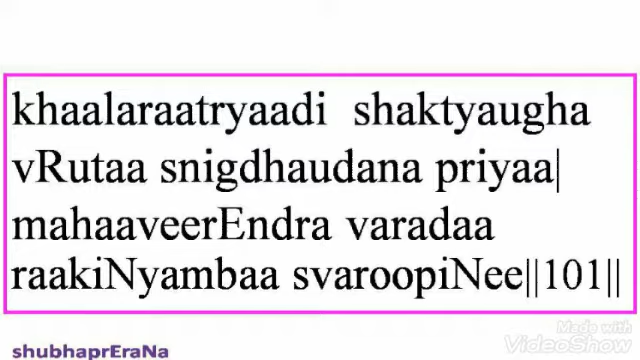 khaalaraatryaadi shaktyaugha
vRutaa snigdhaudana priyaa|
mahaaveerEndra varadaa
raakiNyambaa svaroopiNee||101||
Made with
shubhaprEraNa VideoShow